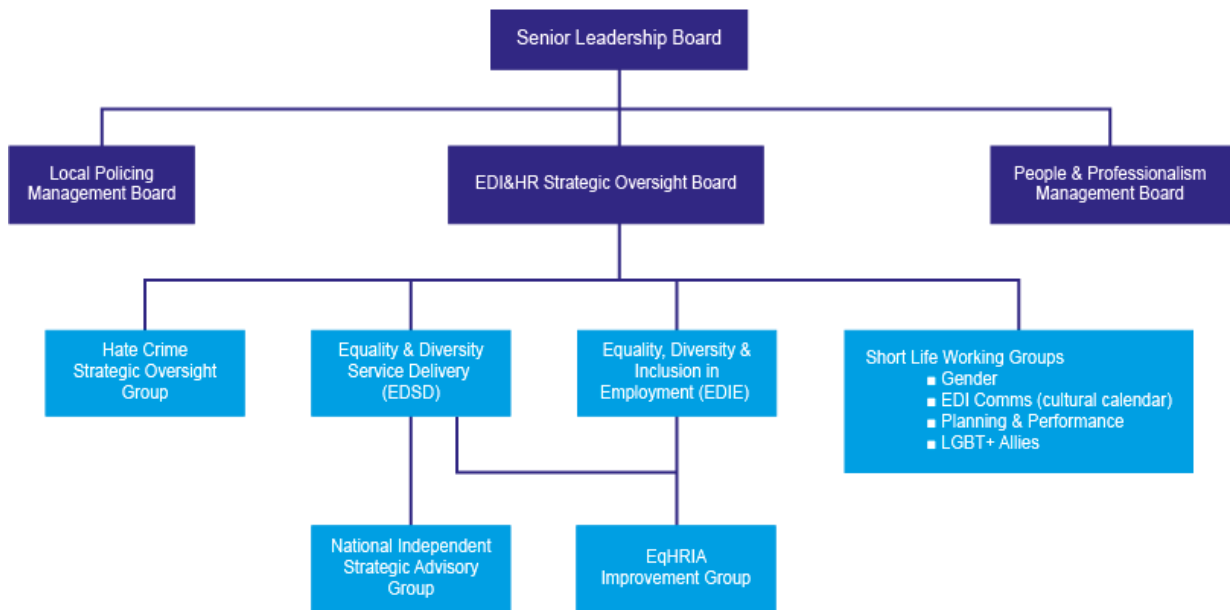 Senior Leadership Board
Local Policing
Management Board
EDI&HR Strategic Oversight Board
People & Professionalism
Management Board
Hate Crime
Strategic Oversight
Group
Equality & Diversity
Service Delivery
(EDSD)
Equality, Diversity &
Inclusion in
Employment (EDIE)
Short Life Working Groups
■ Gender
■ EDI Comms (cultural calendar)
■ Planning & Performance
■ LGBT+ Allies
National Independent
Strategic Advisory
Group
EqHRIA
Improvement Group